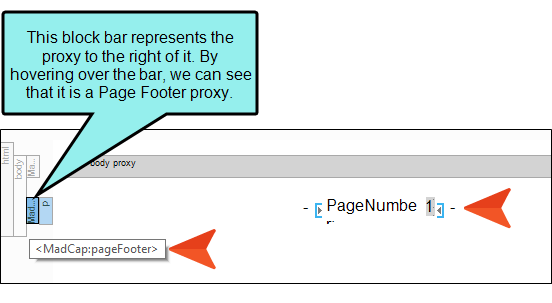 This block bar represents the
proxy to the right of it. By
hovering over the bar, we can see
that it is a Page Footer proxy.
html
body
Ma...
body proxy
Mad...
p
- PageNumbe 1 -
<MadCap:pageFooter>